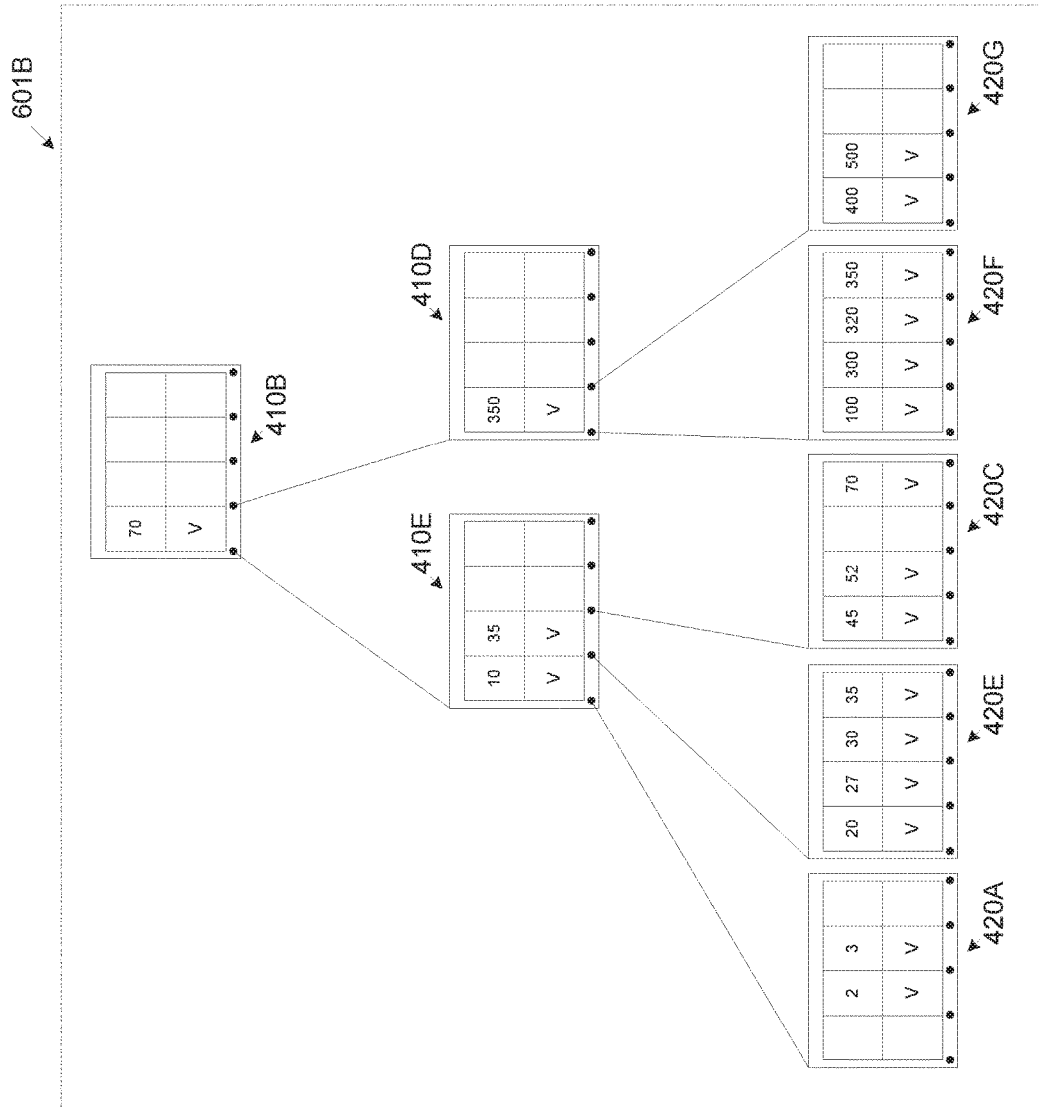 601B
70
V
410B
410E
410D
10 35
V V
350
V
2 3
V V
420A
20 27 30 35
V V V V
420E
45 52 70
V V V
420C
100 300 320 350
V V V V
420F
400 500
V V
420G